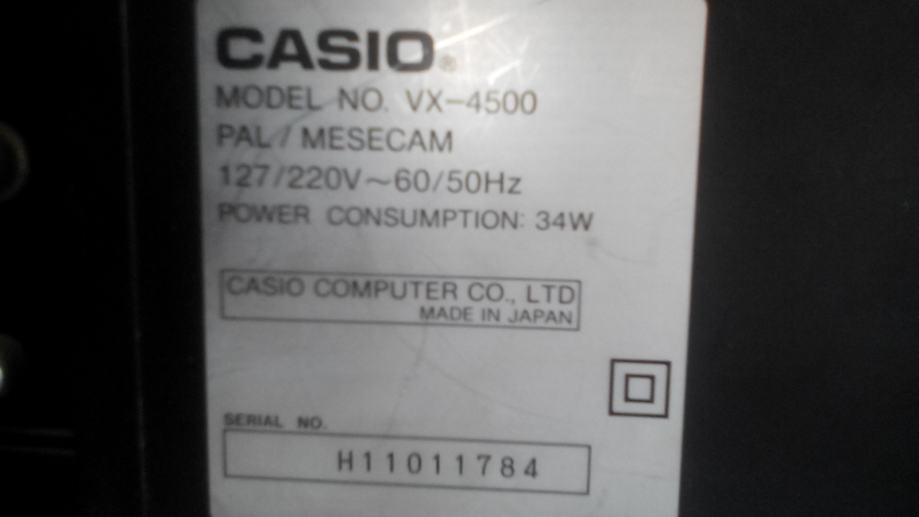 CASIO®
MODEL NO. VX-4500
PAL / MESECAM
127/220V~60/50Hz
POWER CONSUMPTION: 34W
CASIO COMPUTER CO., LTD
MADE IN JAPAN
SERIAL NO.
H11011784